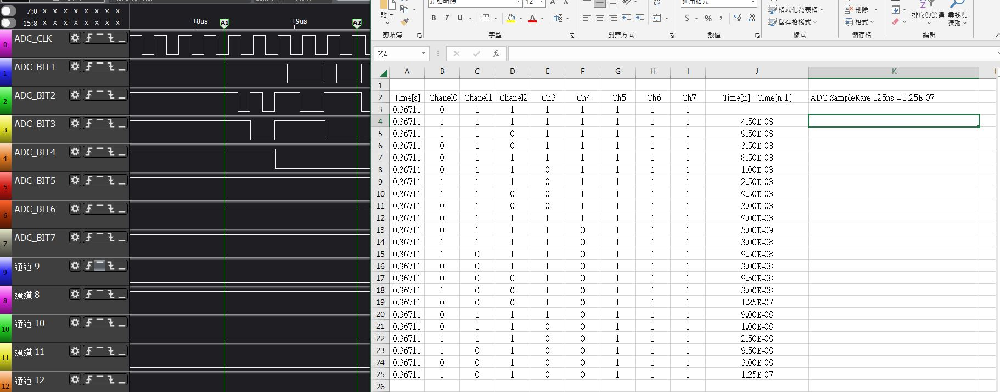 7:0 x x x x x x x x
15:8 x x x x x x x x
+8us A1 +9us A2
0 ADC_CLK
1 ADC_BIT1
2 ADC_BIT2
3 ADC_BIT3
4 ADC_BIT4
5 ADC_BIT5
6 ADC_BIT6
7 ADC_BIT7
9 通道 9
8 通道 8
10 通道 10
11 通道 11
12 通道 12
新細明體 12 A A 通用格式
貼上 B I U A 中 $ % , 格式化為表格 儲存格樣式 刪除 格式 排序與篩選 尋找與選取
剪貼簿 字型 對齊方式 數值 樣式 儲存格 編輯
K4 fx
A B C D E F G H I J K
1
2 Time[s] Chanel0 Chanel1 Chanel2 Ch3 Ch4 Ch5 Ch6 Ch7 Time[n] - Time[n-1] ADC SampleRare 125ns = 1.25E-07
3 0.36711 0 1 1 1 1 1 1 1
4 0.36711 1 1 1 1 1 1 1 1 4.50E-08
5 0.36711 1 1 0 1 1 1 1 1 9.50E-08
6 0.36711 0 1 0 1 1 1 1 1 3.50E-08
7 0.36711 0 1 1 1 1 1 1 1 8.50E-08
8 0.36711 0 1 1 0 1 1 1 1 1.00E-08
9 0.36711 1 1 1 0 1 1 1 1 2.50E-08
10 0.36711 1 1 0 0 1 1 1 1 9.50E-08
11 0.36711 0 1 0 0 1 1 1 1 3.00E-08
12 0.36711 0 1 1 1 1 1 1 1 9.00E-08
13 0.36711 0 1 1 1 0 1 1 1 5.00E-09
14 0.36711 1 1 1 1 0 1 1 1 3.00E-08
15 0.36711 1 0 1 1 0 1 1 1 9.50E-08
16 0.36711 0 0 1 1 0 1 1 1 3.00E-08
17 0.36711 0 0 0 1 0 1 1 1 9.50E-08
18 0.36711 1 0 0 1 0 1 1 1 3.00E-08
19 0.36711 0 0 0 1 0 1 1 1 1.25E-07
20 0.36711 0 1 1 1 0 1 1 1 9.00E-08
21 0.36711 0 1 1 0 0 1 1 1 1.00E-08
22 0.36711 1 1 1 0 0 1 1 1 2.50E-08
23 0.36711 1 0 1 0 0 1 1 1 9.50E-08
24 0.36711 0 0 1 0 0 1 1 1 3.00E-08
25 0.36711 1 0 1 0 0 1 1 1 1.25E-07
26